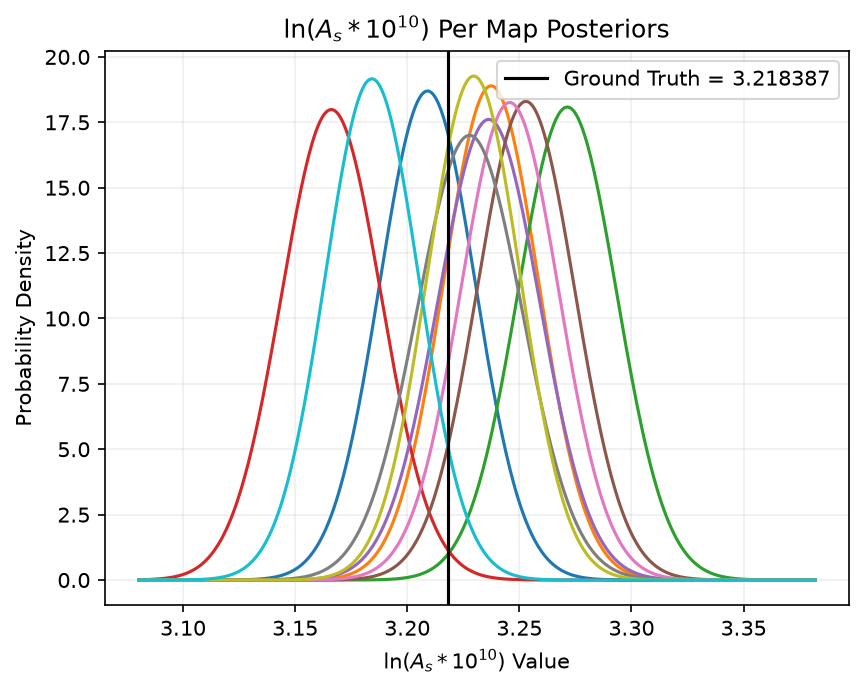 ln(A_s * 10^10) Per Map Posteriors
Ground Truth = 3.218387
20.0
17.5
15.0
12.5
10.0
7.5
5.0
2.5
0.0
Probability Density
3.10 3.15 3.20 3.25 3.30 3.35
ln(A_s * 10^10) Value